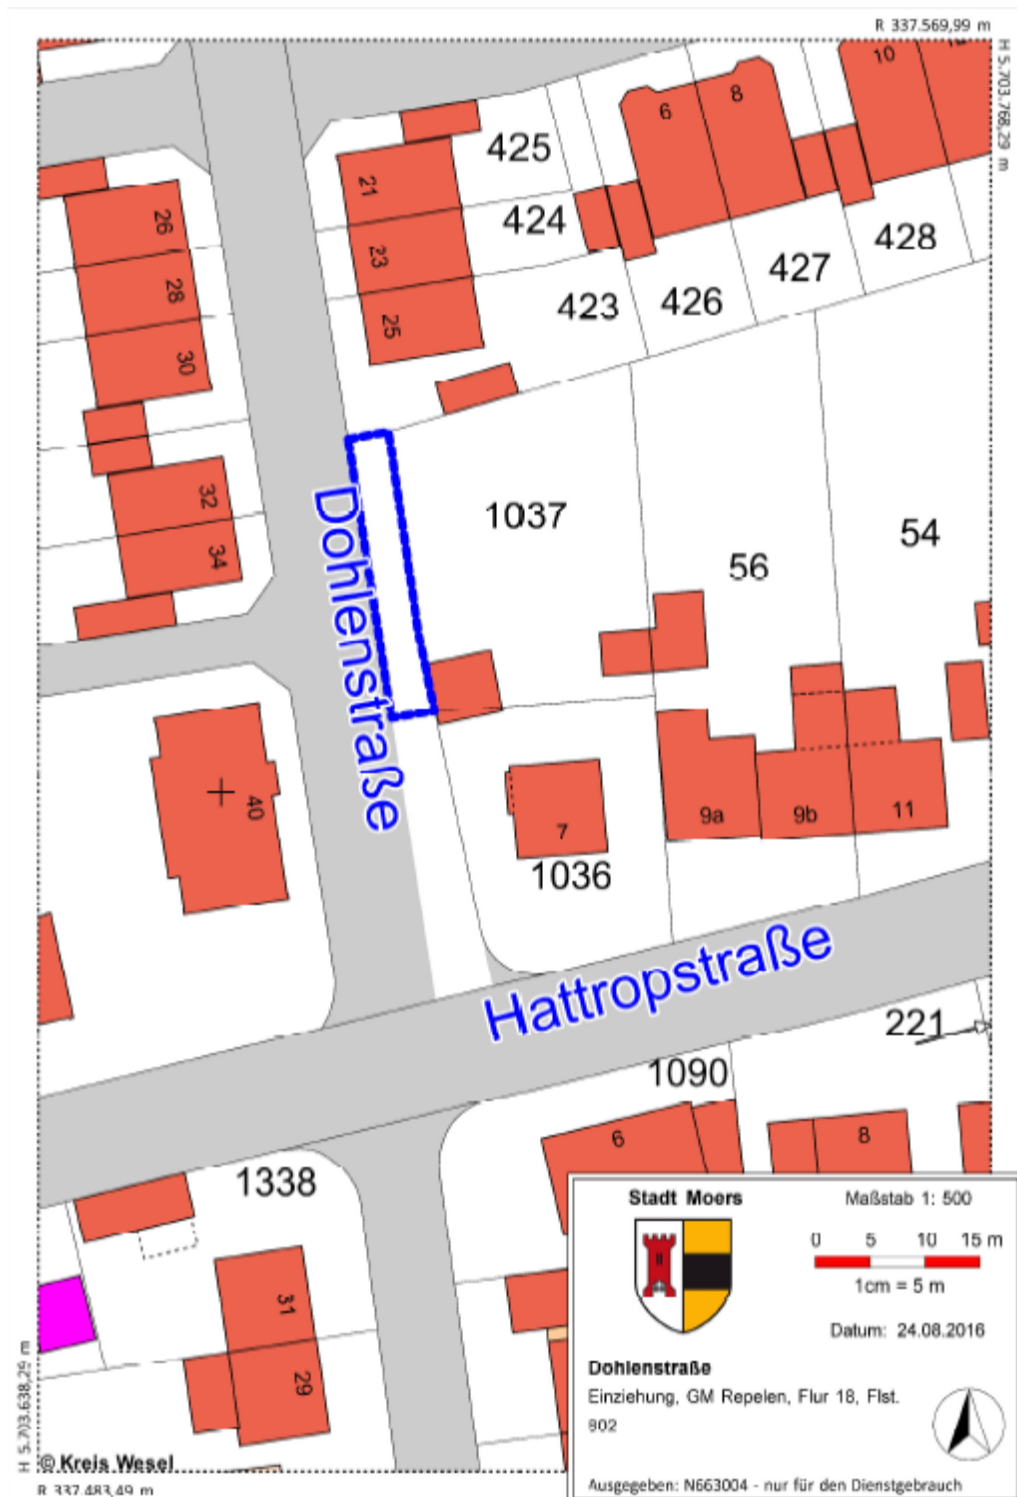 R 337.569,99 m
H 5.703.768,29 m
10
8
6
425
21
424
26
23
428
427
28
423
426
25
30
1037
32
54
34
56
Dohlenstraße
40
7
9a
9b
11
1036
Hattropstraße
221
1090
6
8
1338
31
29
Stadt Moers
Maßstab 1: 500
0 5 10 15 m
1cm = 5 m
Datum: 24.08.2016
Dohlenstraße
Einziehung, GM Repelen, Flur 18, Flst.
902
Ausgegeben: N663004 - nur für den Dienstgebrauch
H 5.703.638,29 m
© Kreis Wesel
R 337.483,49 m